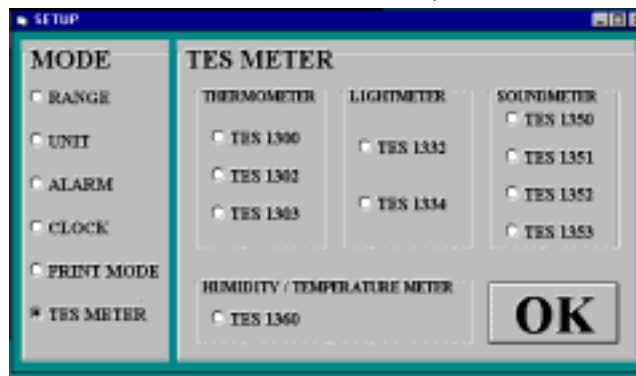 SETUP
MODE
RANGE
UNIT
ALARM
CLOCK
PRINT MODE
TES METER
TES METER
THERMOMETER
TES 1300
TES 1302
TES 1303
LIGHTMETER
TES 1332
TES 1334
SOUNDMETER
TES 1350
TES 1351
TES 1352
TES 1353
HUMIDITY / TEMPERATURE METER
TES 1360
OK